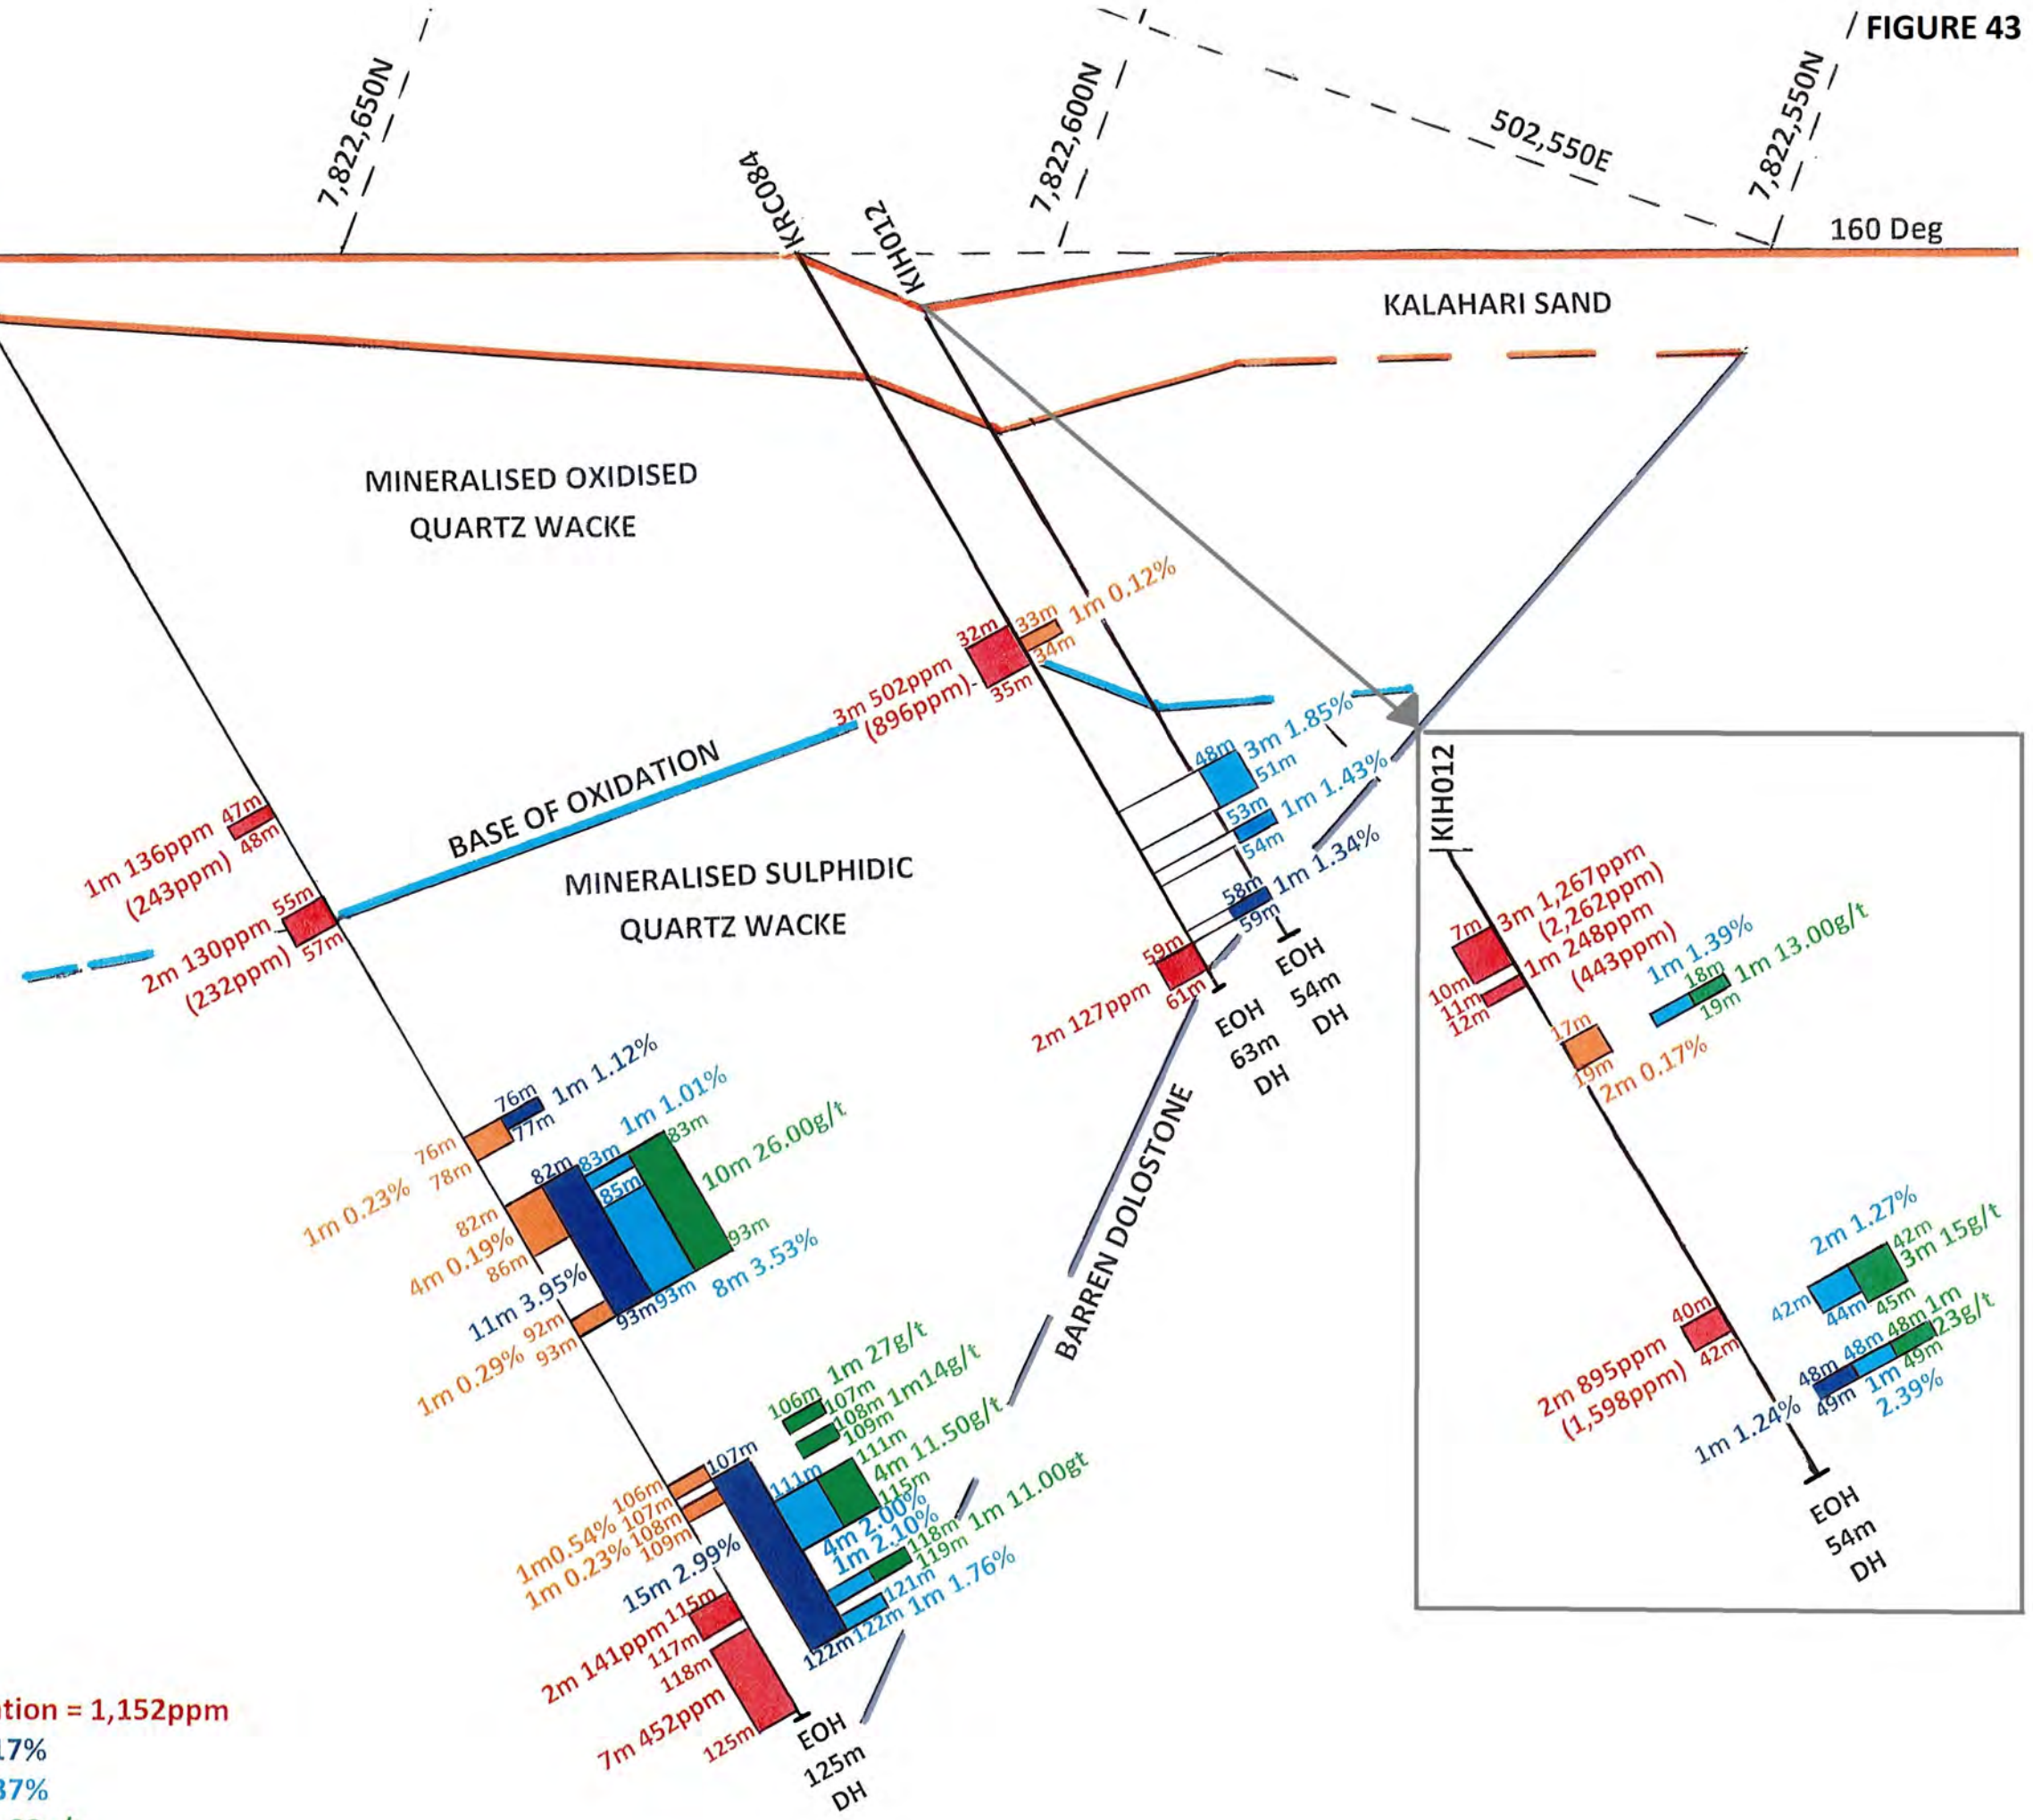 / FIGURE 43
7,822,650N
7,822,600N
502,550E
7,822,550N
160 Deg
KRC084
KIH012
KALAHARI SAND
MINERALISED OXIDISED
QUARTZ WACKE
32m
33m
1m 0.12%
34m
35m
3m 502ppm
(896ppm)
BASE OF OXIDATION
MINERALISED SULPHIDIC
QUARTZ WACKE
47m
48m
1m 136ppm
(243ppm)
55m
57m
2m 130ppm
(232ppm)
48m
3m 1.85%
51m
53m
1m 1.43%
54m
58m
1m 1.34%
59m
59m
61m
2m 127ppm
EOH
63m
DH
EOH
54m
DH
BARREN DOLOSTONE
76m
1m 1.12%
77m
76m
78m
1m 0.23%
82m
83m
1m 1.01%
83m
85m
10m 26.00g/t
82m
4m 0.19%
86m
93m
11m 3.95%
93m
93m
8m 3.53%
92m
93m
1m 0.29%
106m
1m 27g/t
107m
108m
1m14g/t
109m
107m
111m
111m
4m 11.50g/t
115m
106m
107m
1m0.54%
108m
109m
1m 0.23%
4m 2.00%
1m 2.10%
118m
1m 11.00gt
119m
15m 2.99%
121m
1m 1.76%
122m
122m
115m
2m 141ppm
117m
118m
7m 452ppm
125m
EOH
125m
DH
KIH012
7m
3m 1,267ppm
(2,262ppm)
10m
11m
12m
1m 248ppm
(443ppm)
1m 1.39%
18m
1m 13.00g/t
19m
17m
19m
2m 0.17%
2m 1.27%
42m
3m 15g/t
42m
44m
45m
40m
42m
2m 895ppm
(1,598ppm)
48m
48m
48m
1m
23g/t
49m
49m
1m
2.39%
1m 1.24%
EOH
54m
DH
tion = 1,152ppm
17%
37%